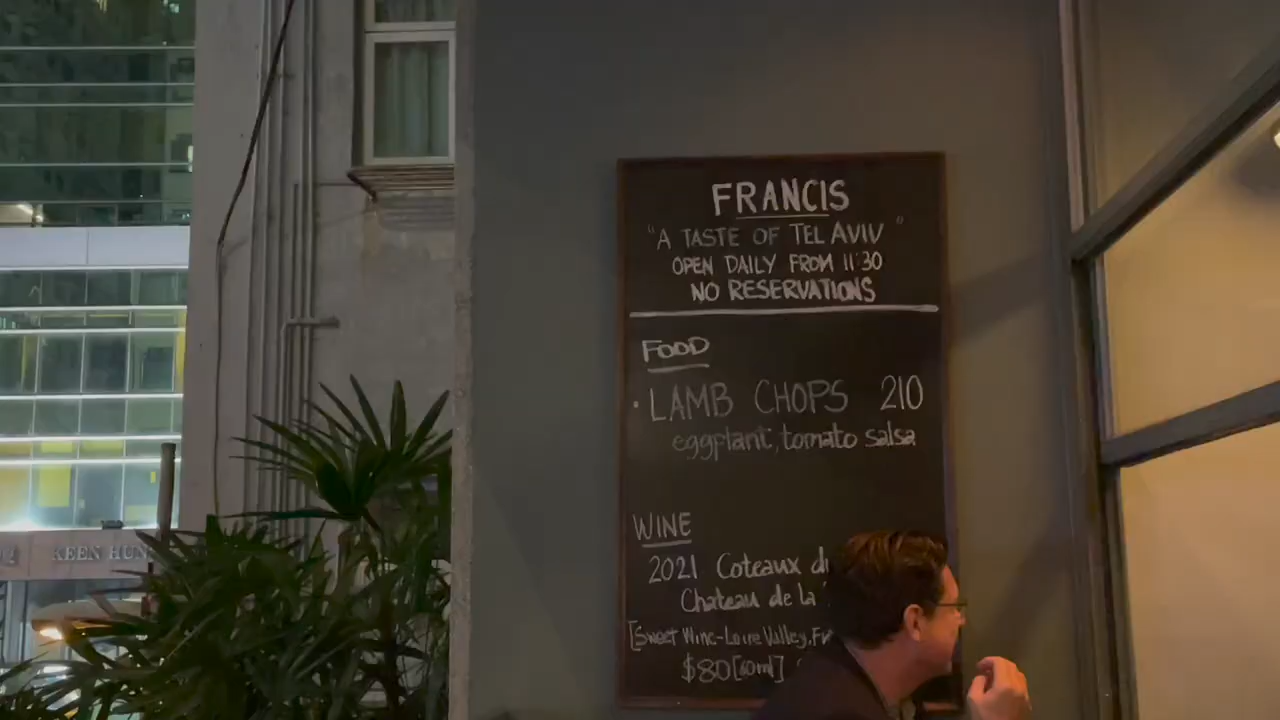 FRANCIS
"A TASTE OF TEL AVIV"
OPEN DAILY FROM 11:30
NO RESERVATIONS
FOOD
• LAMB CHOPS 210
eggplant, tomato salsa
WINE
2021 Coteaux
Chateau de la
[Sweet Wine-Loire Valley,
$80[60ml]
KEEN